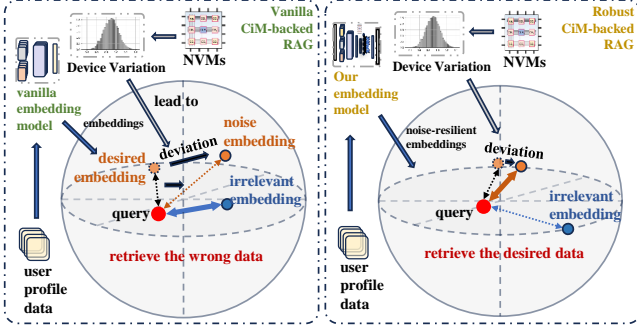 Vanilla
CiM-backed
RAG
NVMs
Device Variation
vanilla
embedding
model
lead to
embeddings
noise
embedding
deviation
desired
embedding
irrelevant
embedding
query
retrieve the wrong data
user
profile
data
Robust
CiM-backed
RAG
NVMs
Device Variation
Our
embedding
model
noise-resilient
embeddings
deviation
query
irrelevant
embedding
retrieve the desired data
user
profile
data